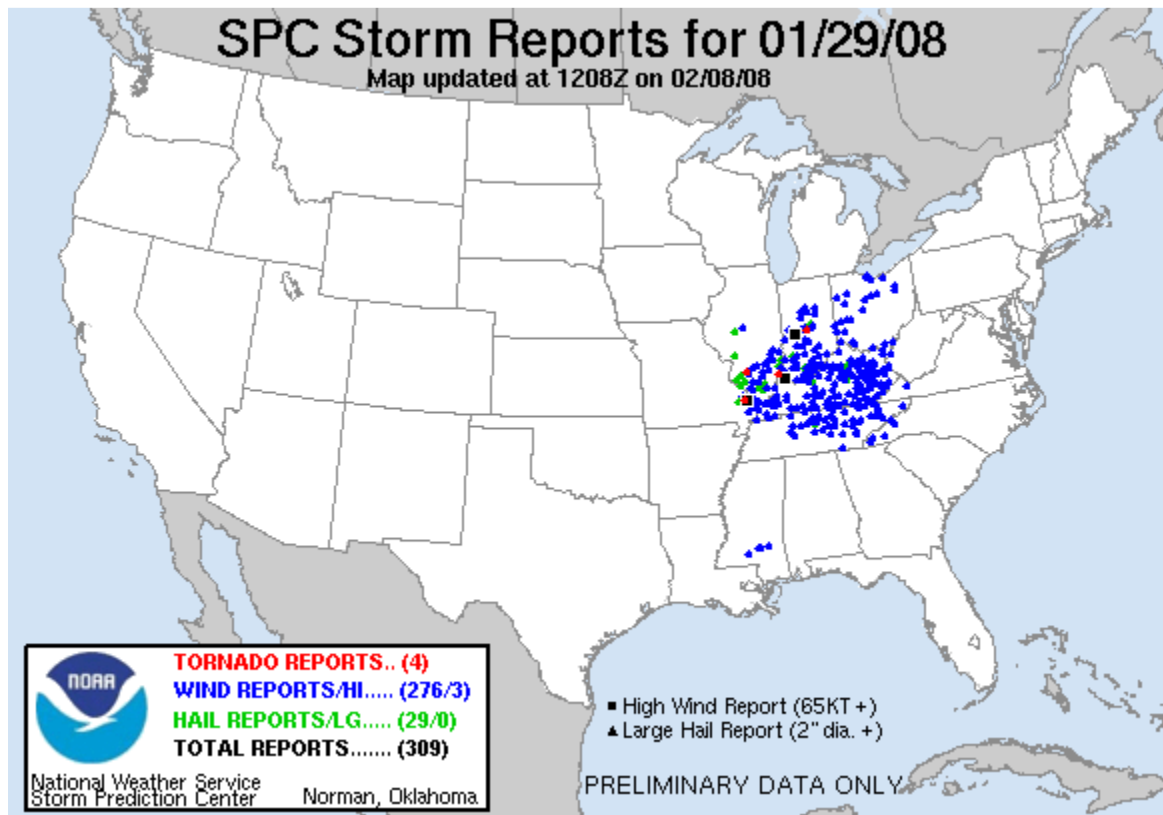 SPC Storm Reports for 01/29/08
Map updated at 1208Z on 02/08/08
NOAA
TORNADO REPORTS.. (4)
WIND REPORTS/HI..... (276/3)
HAIL REPORTS/LG..... (29/0)
TOTAL REPORTS....... (309)
National Weather Service
Storm Prediction Center Norman, Oklahoma
High Wind Report (65KT +)
Large Hail Report (2" dia. +)
PRELIMINARY DATA ONLY